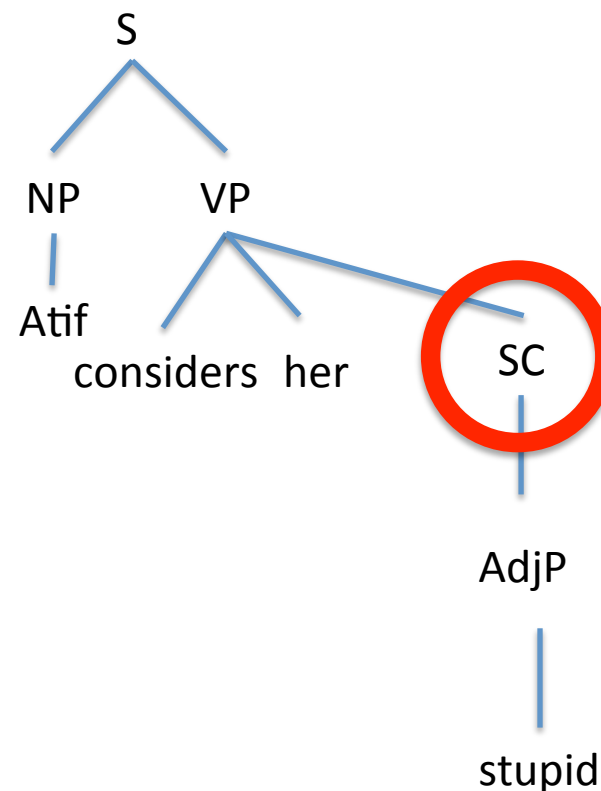 S
NP VP
Atif
considers her
SC
AdjP
stupid